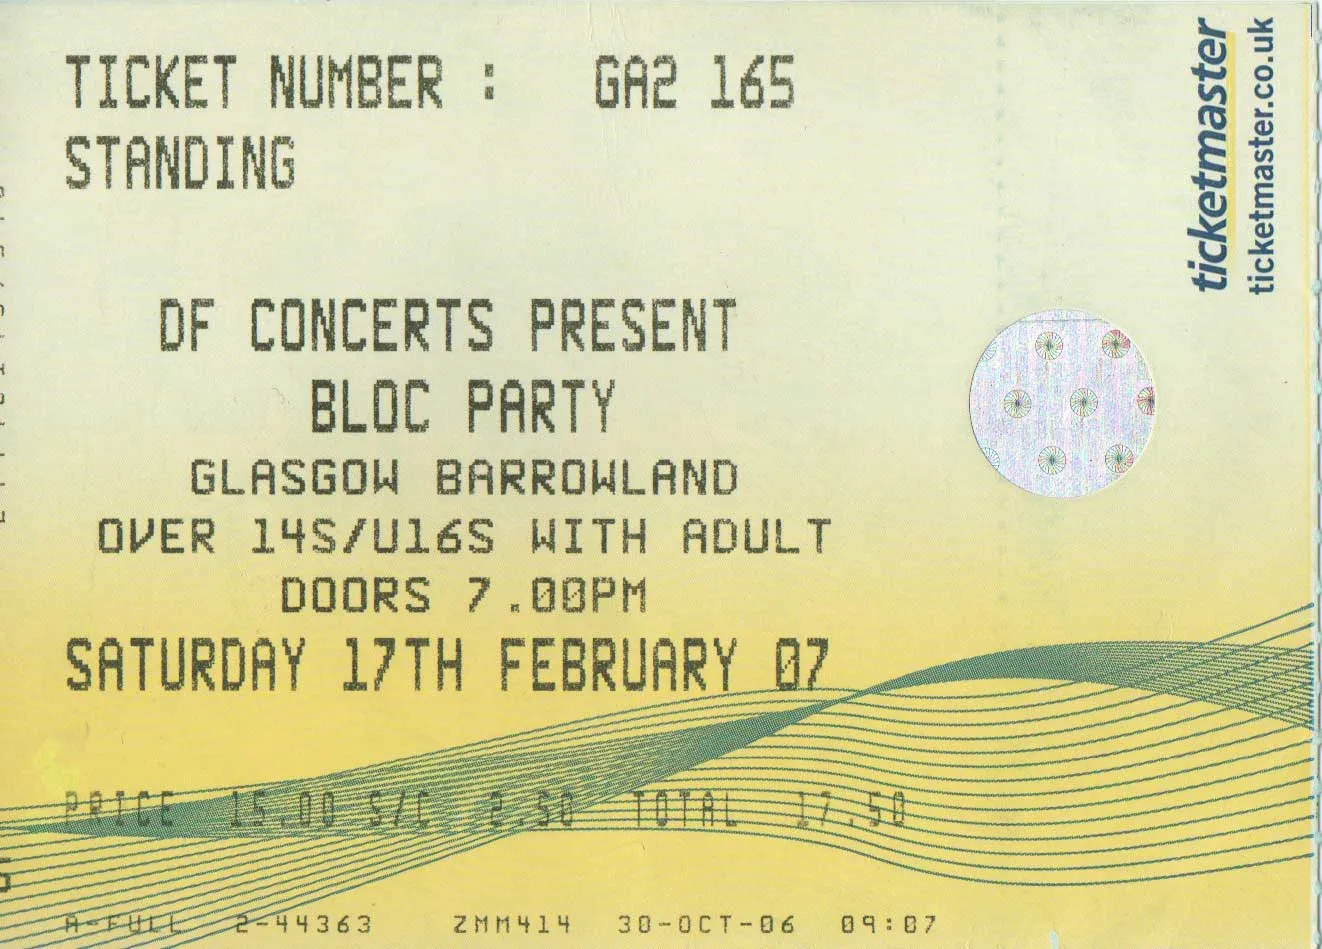 TICKET NUMBER : GA2 165
STANDING
DF CONCERTS PRESENT
BLOC PARTY
GLASGOW BARROWLAND
OVER 14S/U16S WITH ADULT
DOORS 7.00PM
SATURDAY 17TH FEBRUARY 07
PRICE 15.00 S/C 2.50 TOTAL 17.50
A-FULL 2-44363 ZMM414 30-OCT-06 09:07
ticketmaster
ticketmaster.co.uk